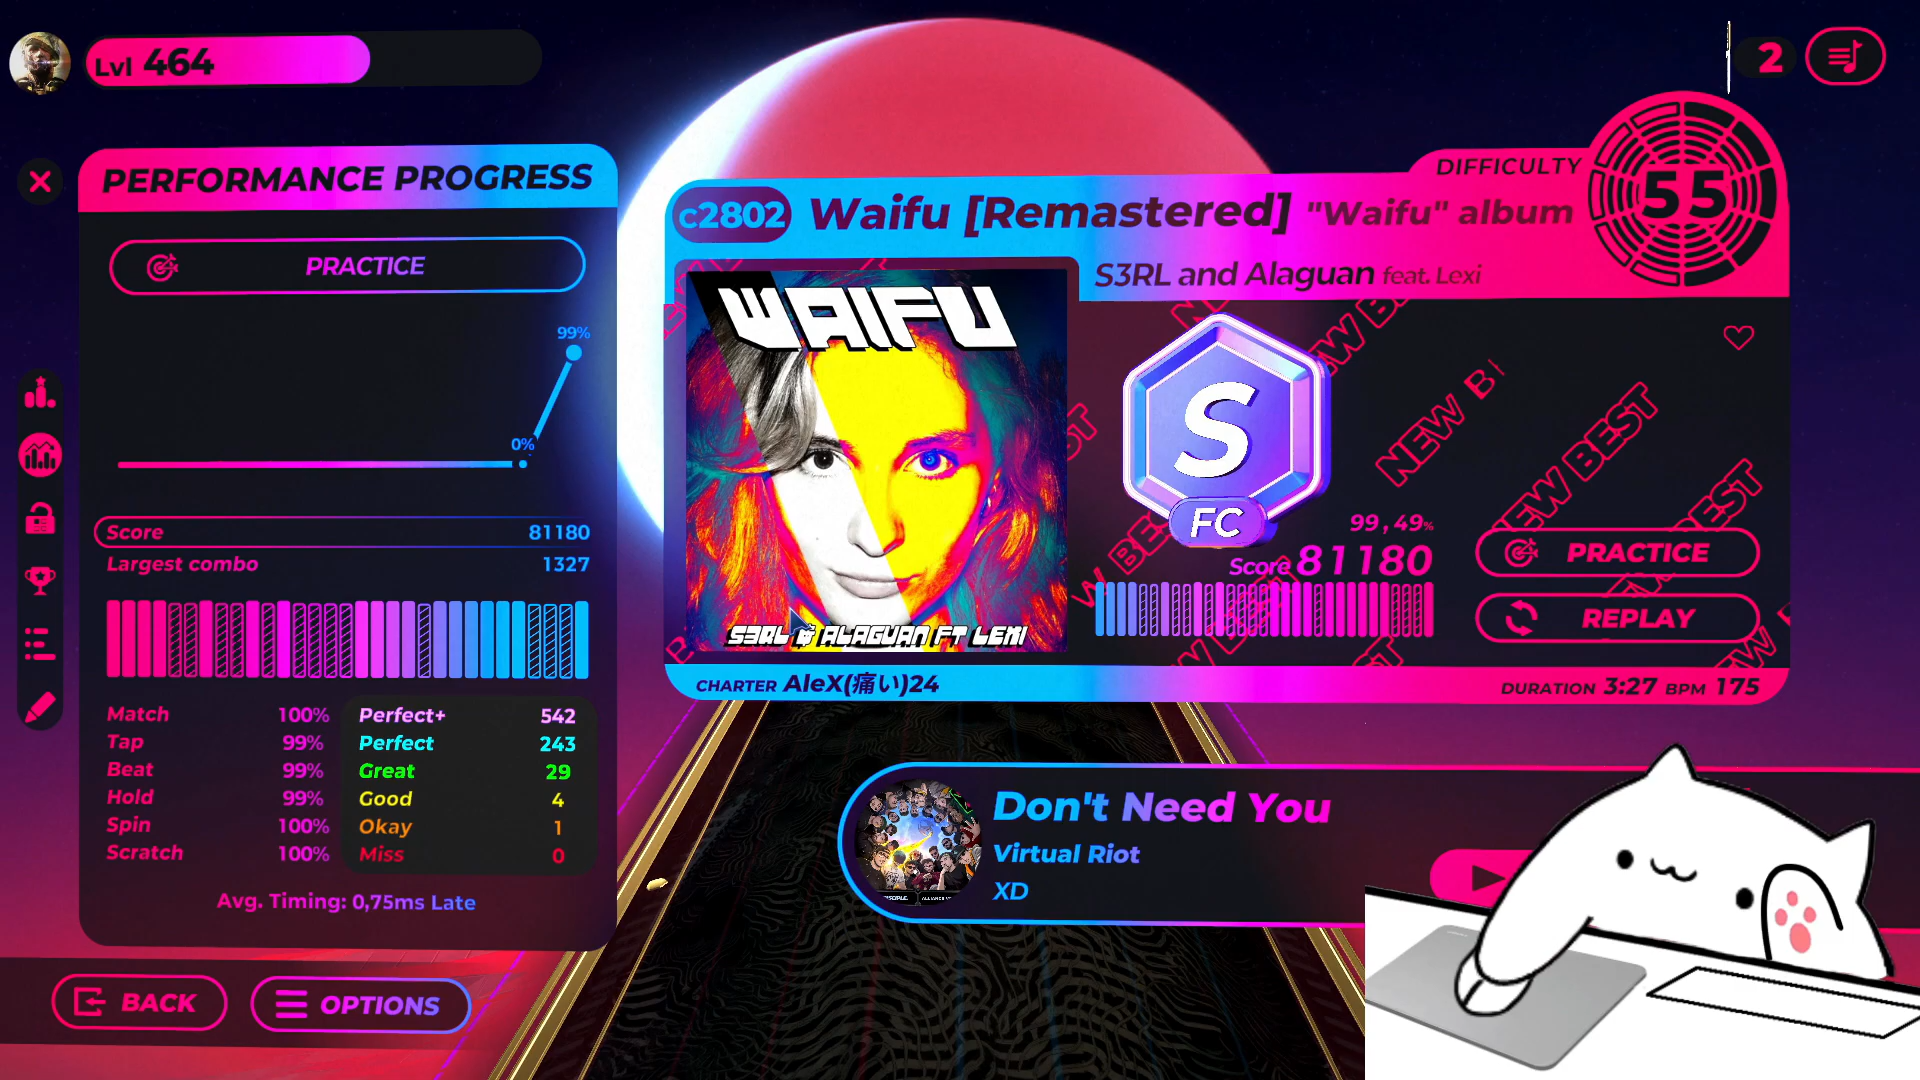 Lvl 464
2
PERFORMANCE PROGRESS
PRACTICE
99%
0%
Score 81180
Largest combo 1327
Match 100%
Tap 99%
Beat 99%
Hold 99%
Spin 100%
Scratch 100%
Perfect+ 542
Perfect 243
Great 29
Good 4
Okay 1
Miss 0
Avg. Timing: 0,75ms Late
BACK
OPTIONS
DIFFICULTY
55
c2802 Waifu [Remastered] "Waifu" album
S3RL and Alaguan feat. Lexi
WAIFU
S3RL & ALAGUAN FT LEXI
NEW BEST
NEW B
NEW BEST
S
FC
99,49%
Score 81180
PRACTICE
REPLAY
CHARTER AleX(痛い)24
DURATION 3:27 BPM 175
Don't Need You
Virtual Riot
XD